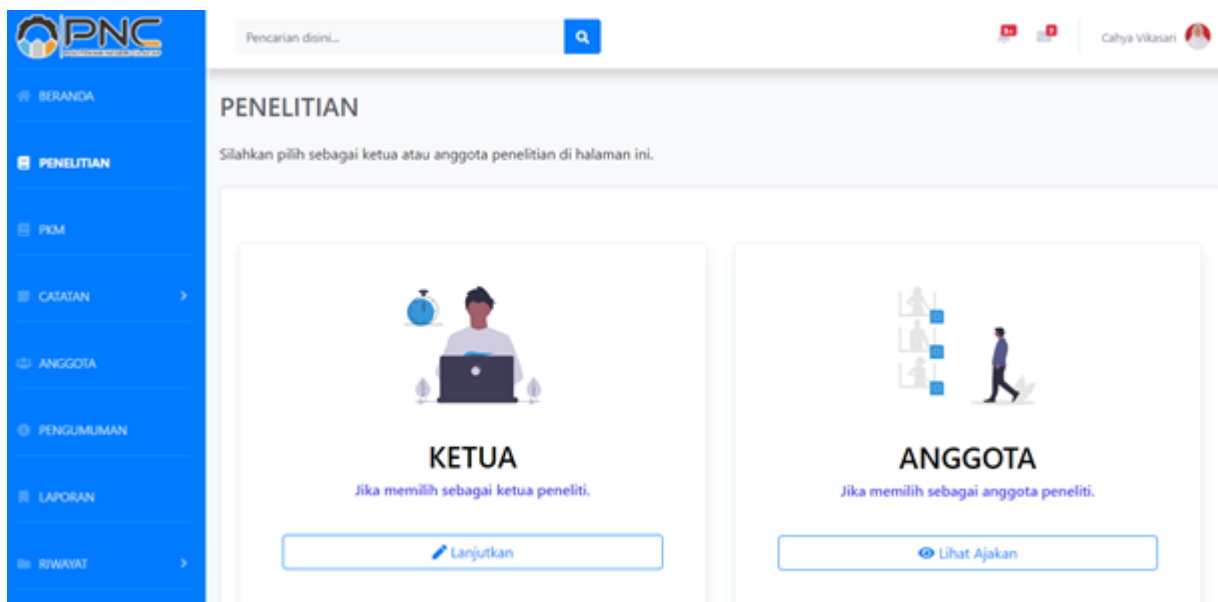 PNC
Pencarian disini...
Cahya Vikasari
BERANDA
PENELITIAN
PKM
CATATAN
ANGGOTA
PENGUMUMAN
LAPORAN
RIWAYAT
PENELITIAN
Silahkan pilih sebagai ketua atau anggota penelitian di halaman ini.
KETUA
Jika memilih sebagai ketua peneliti.
Lanjutkan
ANGGOTA
Jika memilih sebagai anggota peneliti.
Lihat Ajakan